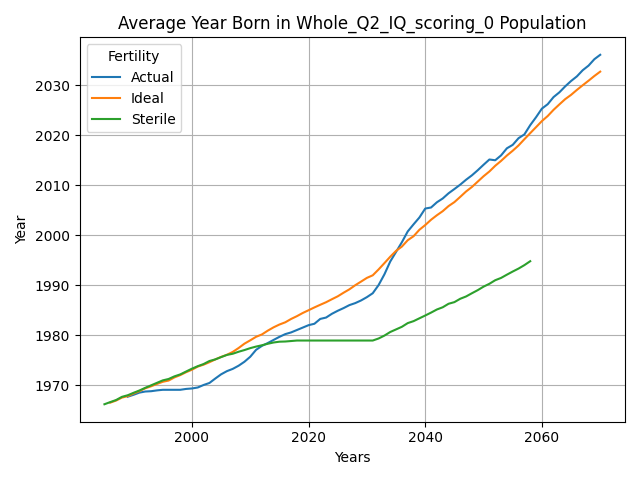 Average Year Born in Whole_Q2_IQ_scoring_0 Population
Fertility
Actual
Ideal
Sterile
2030
2020
2010
2000
1990
1980
1970
Year
2000 2020 2040 2060
Years